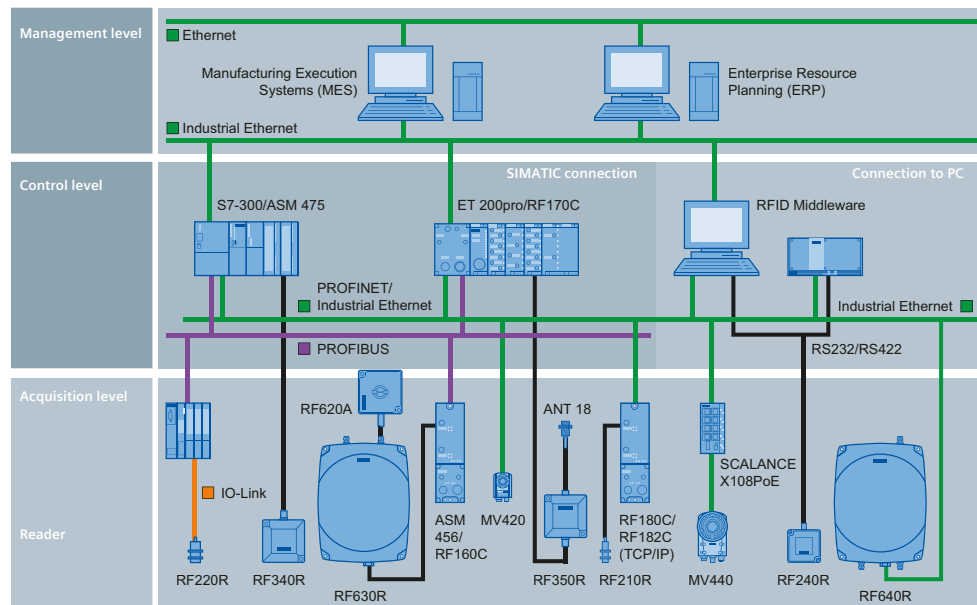 Management level
Ethernet
Manufacturing Execution
Systems (MES)
Enterprise Resource
Planning (ERP)
Industrial Ethernet
Control level
SIMATIC connection
Connection to PC
S7-300/ASM 475
ET 200pro/RF170C
RFID Middleware
PROFINET/
Industrial Ethernet
Industrial Ethernet
PROFIBUS
RS232/RS422
Acquisition level
RF620A
ANT 18
SCALANCE
X108PoE
IO-Link
Reader
ASM
456/
RF160C
MV420
RF180C/
RF182C
(TCP/IP)
RF220R
RF340R
RF630R
RF350R
RF210R
MV440
RF240R
RF640R